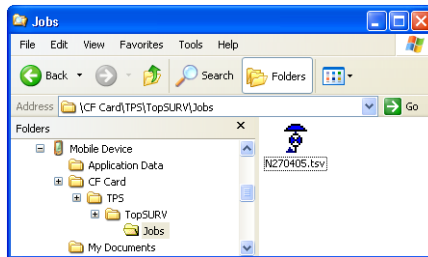 Jobs
File Edit View Favorites Tools Help
Back Search Folders
Address \CF Card\TPS\TopSURV\Jobs Go
Folders
Mobile Device
Application Data
CF Card
TPS
TopSURV
Jobs
My Documents
N270405.tsv